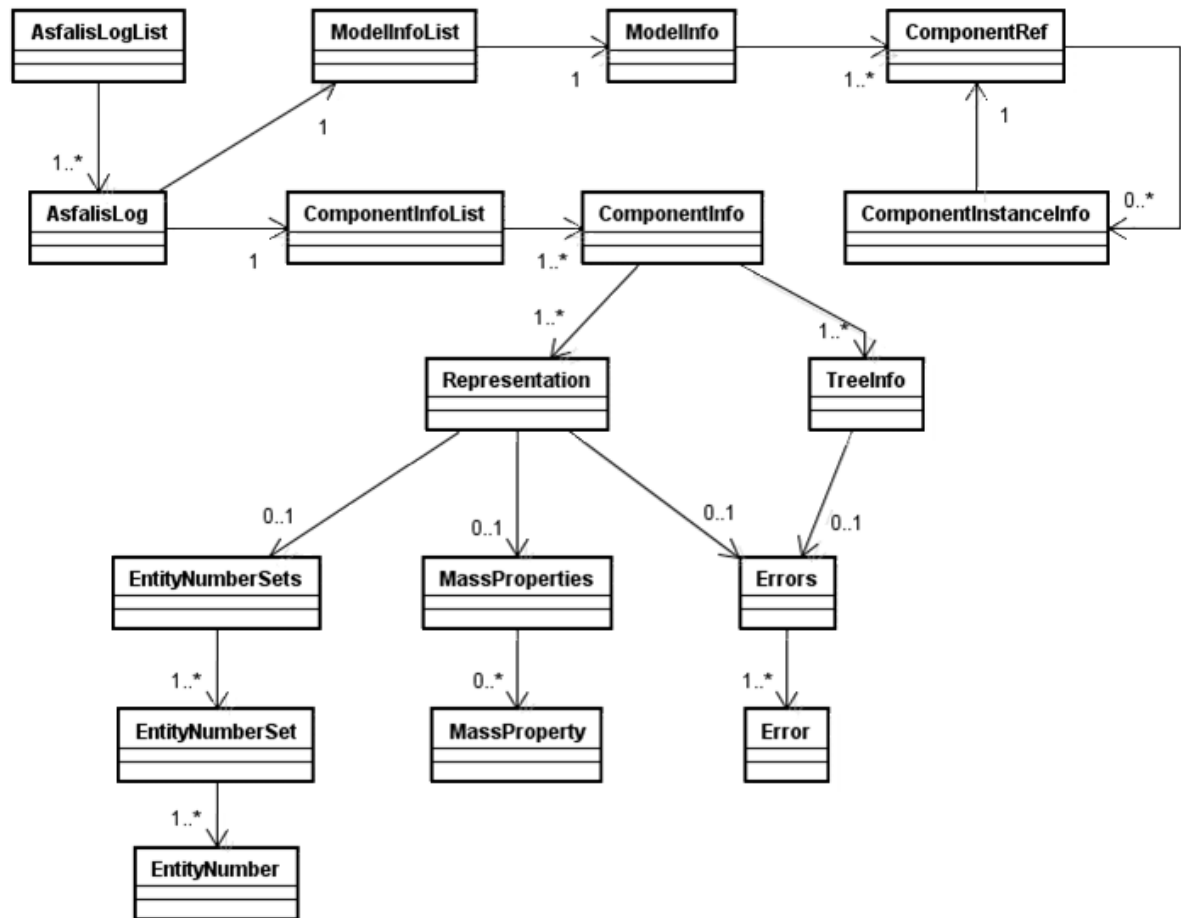 AsfalisLogList
ModelInfoList
ModelInfo
ComponentRef
1
1..*
1
1
1..*
0..*
AsfalisLog
ComponentInfoList
ComponentInfo
ComponentInstanceInfo
1
1..*
1..*
1..*
Representation
TreeInfo
0..1
0..1
0..1
0..1
EntityNumberSets
MassProperties
Errors
1..*
0..*
1..*
EntityNumberSet
MassProperty
Error
1..*
EntityNumber